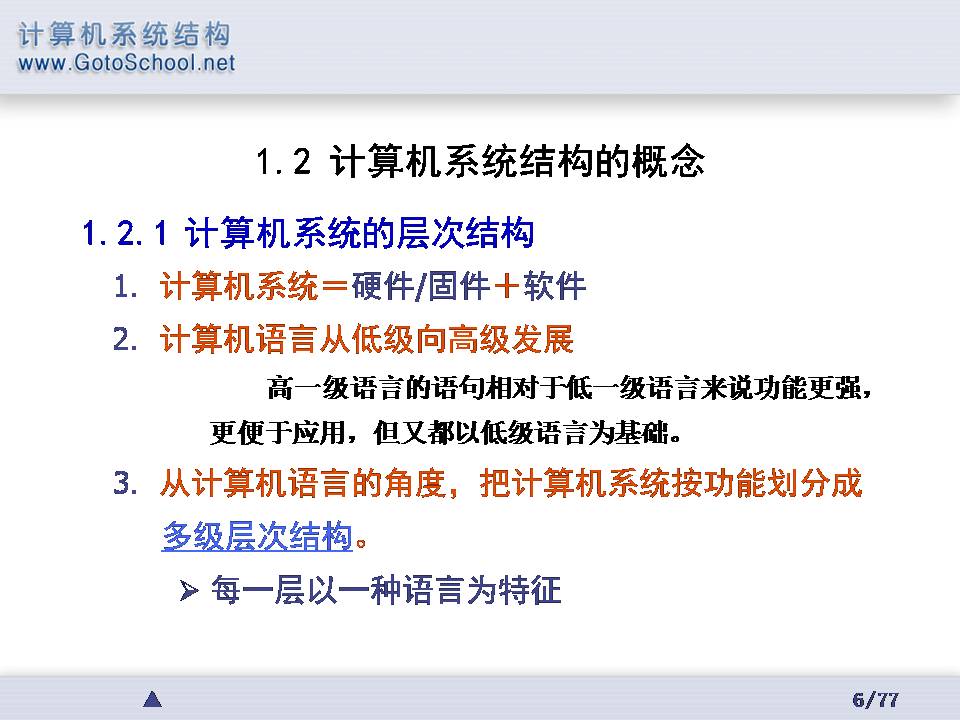 计算机系统结构
www.GotoSchool.net
1.2 计算机系统结构的概念
1.2.1 计算机系统的层次结构
1. 计算机系统＝硬件/固件＋软件
2. 计算机语言从低级向高级发展
高一级语言的语句相对于低一级语言来说功能更强，
更便于应用，但又都以低级语言为基础。
3. 从计算机语言的角度，把计算机系统按功能划分成
多级层次结构。
➢ 每一层以一种语言为特征
6/77